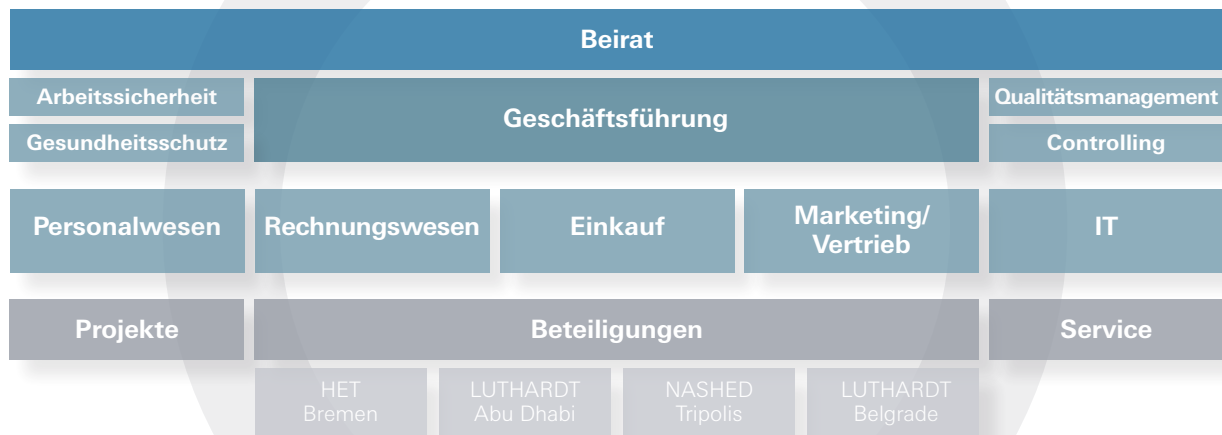 Beirat
Arbeitssicherheit
Gesundheitsschutz
Geschäftsführung
Qualitätsmanagement
Controlling
Personalwesen
Rechnungswesen
Einkauf
Marketing/
Vertrieb
IT
Projekte
Beteiligungen
Service
HET
Bremen
LUTHARDT
Abu Dhabi
NASHED
Tripolis
LUTHARDT
Belgrade